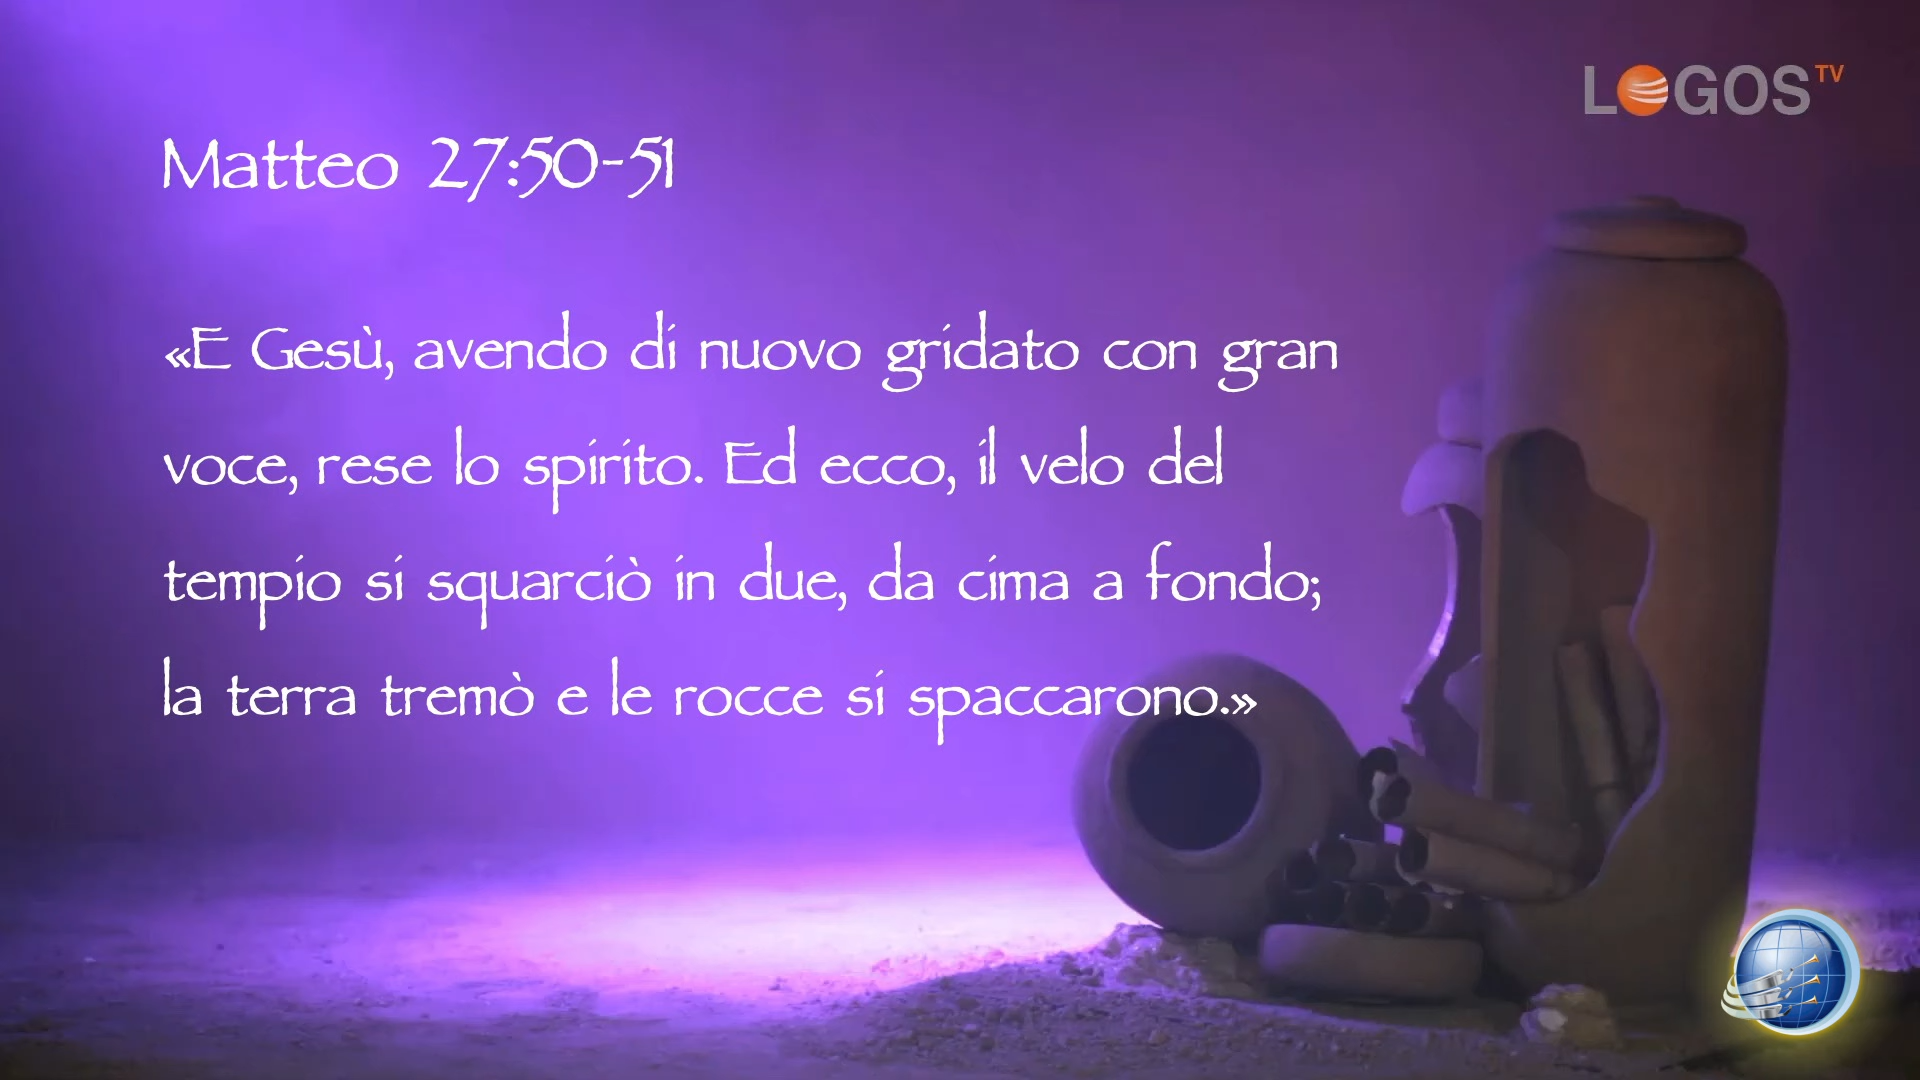 LOGOS TV
Matteo 27:50-51
«E Gesù, avendo di nuovo gridato con gran
voce, rese lo spirito. Ed ecco, il velo del
tempio si squarciò in due, da cima a fondo;
la terra tremò e le rocce si spaccarono.»